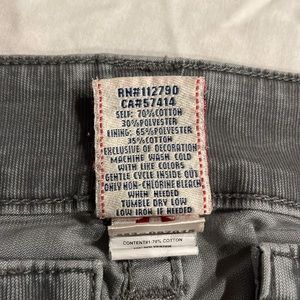 RN#112790
CA#57414
SELF: 70%COTTON
30%POLYESTER
LINING: 65%POLYESTER
35%COTTON
EXCLUSIVE OF DECORATION
MACHINE WASH COLD
WITH LIKE COLORS
GENTLE CYCLE INSIDE OUT
ONLY NON-CHLORINE BLEACH
WHEN NEEDED
TUMBLE DRY LOW
LOW IRON IF NEEDED
70% COTTON